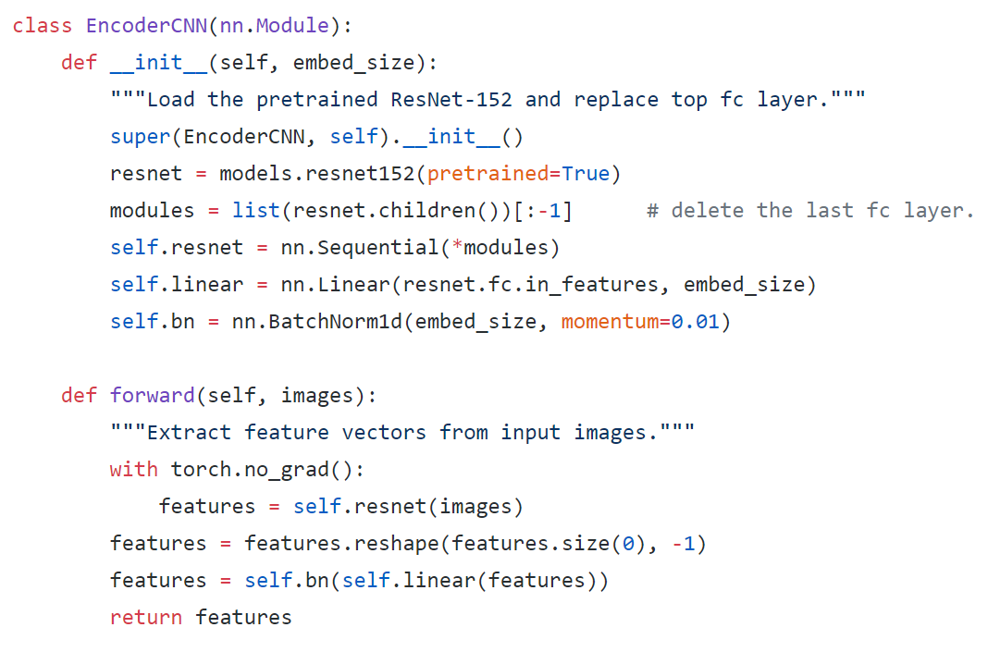 class EncoderCNN(nn.Module):
    def __init__(self, embed_size):
        """Load the pretrained ResNet-152 and replace top fc layer."""
        super(EncoderCNN, self).__init__()
        resnet = models.resnet152(pretrained=True)
        modules = list(resnet.children())[:-1]      # delete the last fc layer.
        self.resnet = nn.Sequential(*modules)
        self.linear = nn.Linear(resnet.fc.in_features, embed_size)
        self.bn = nn.BatchNorm1d(embed_size, momentum=0.01)

    def forward(self, images):
        """Extract feature vectors from input images."""
        with torch.no_grad():
            features = self.resnet(images)
        features = features.reshape(features.size(0), -1)
        features = self.bn(self.linear(features))
        return features